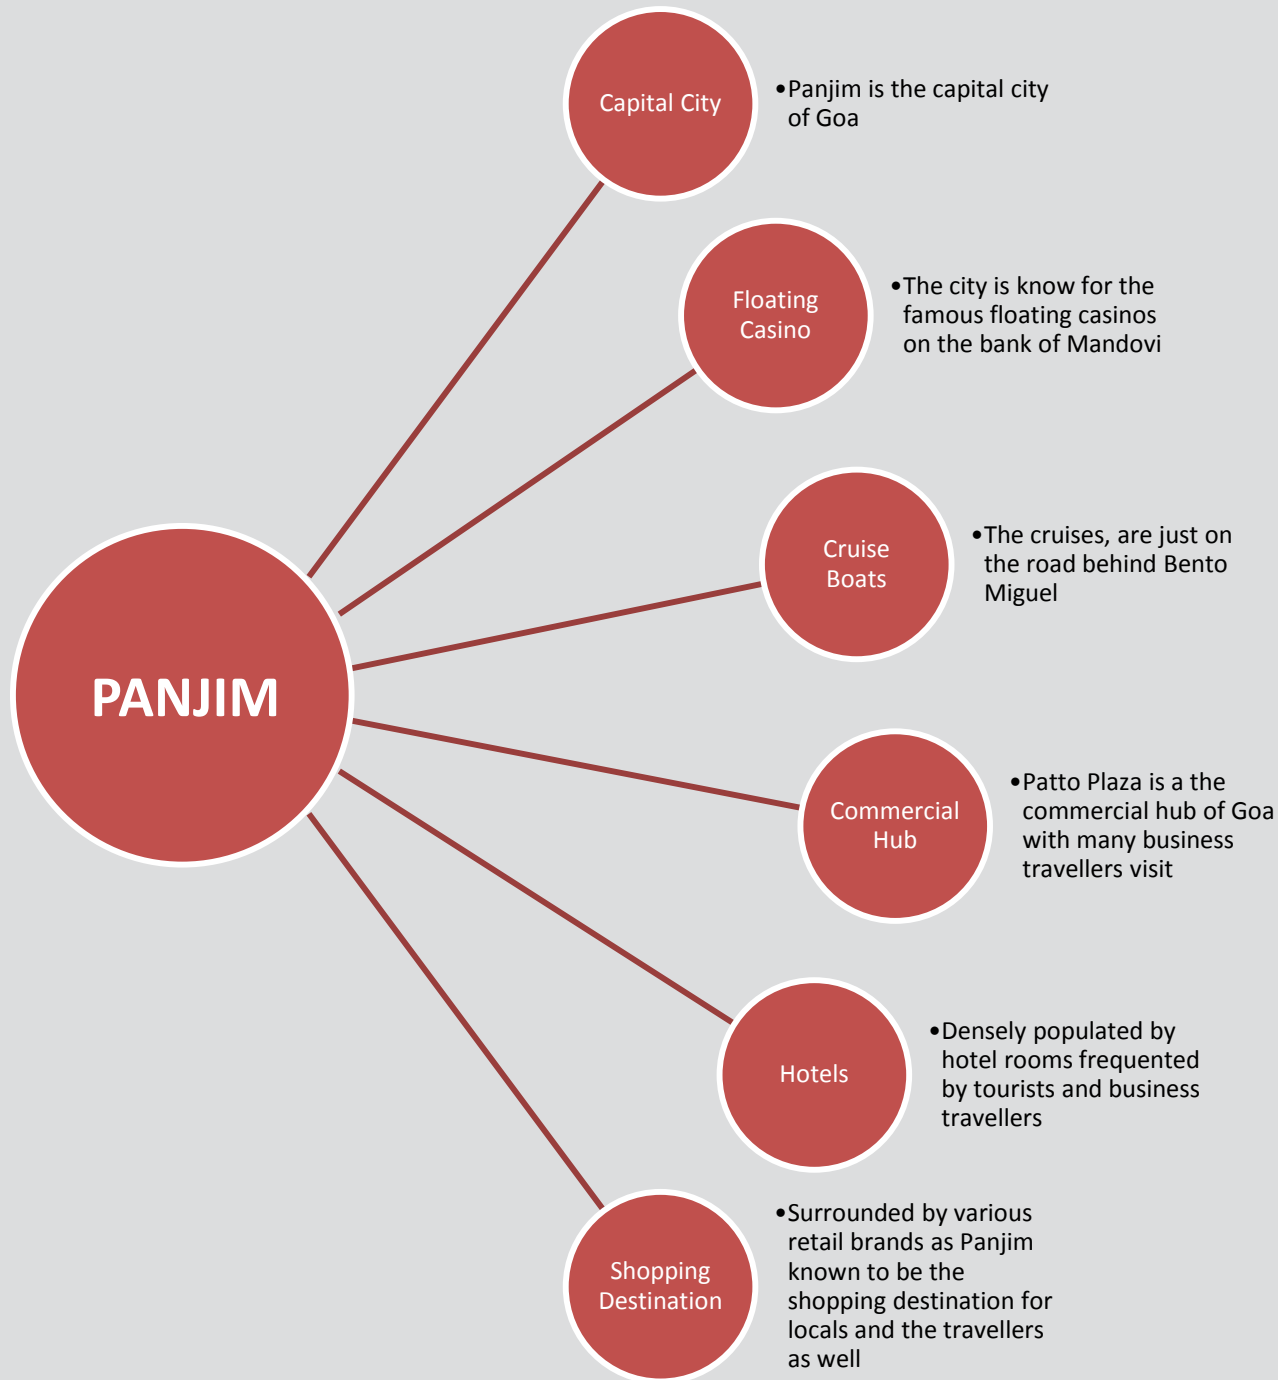 Capital City
•Panjim is the capital city
of Goa
Floating
Casino
•The city is know for the
famous floating casinos
on the bank of Mandovi
Cruise
Boats
•The cruises, are just on
the road behind Bento
Miguel
PANJIM
Commercial
Hub
•Patto Plaza is a the
commercial hub of Goa
with many business
travellers visit
Hotels
•Densely populated by
hotel rooms frequented
by tourists and business
travellers
Shopping
Destination
•Surrounded by various
retail brands as Panjim
known to be the
shopping destination for
locals and the travellers
as well